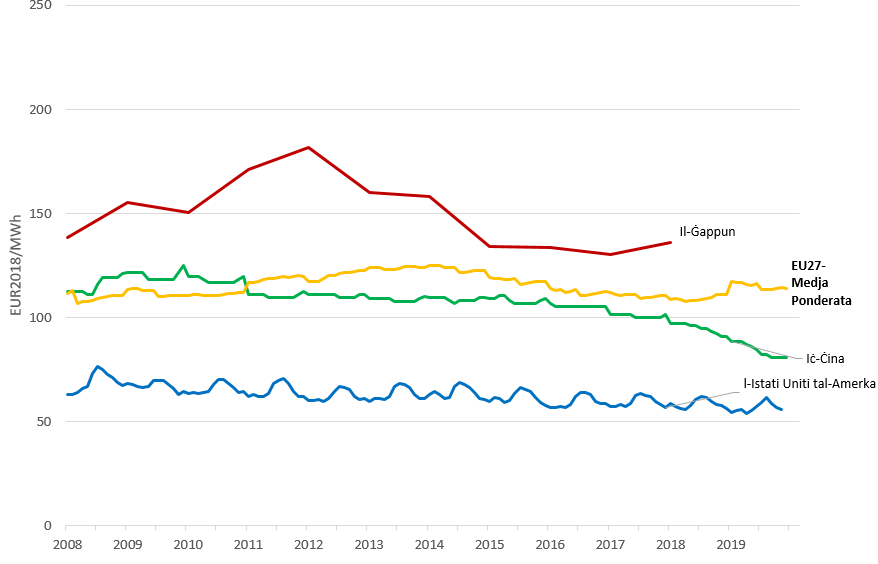 250
200
150
100
50
0
EUR2018/MWh
Il-Ġappun
EU27-
Medja
Ponderata
Iċ-Ċina
l-Istati Uniti tal-Amerka
2008 2009 2010 2011 2012 2013 2014 2015 2016 2017 2018 2019